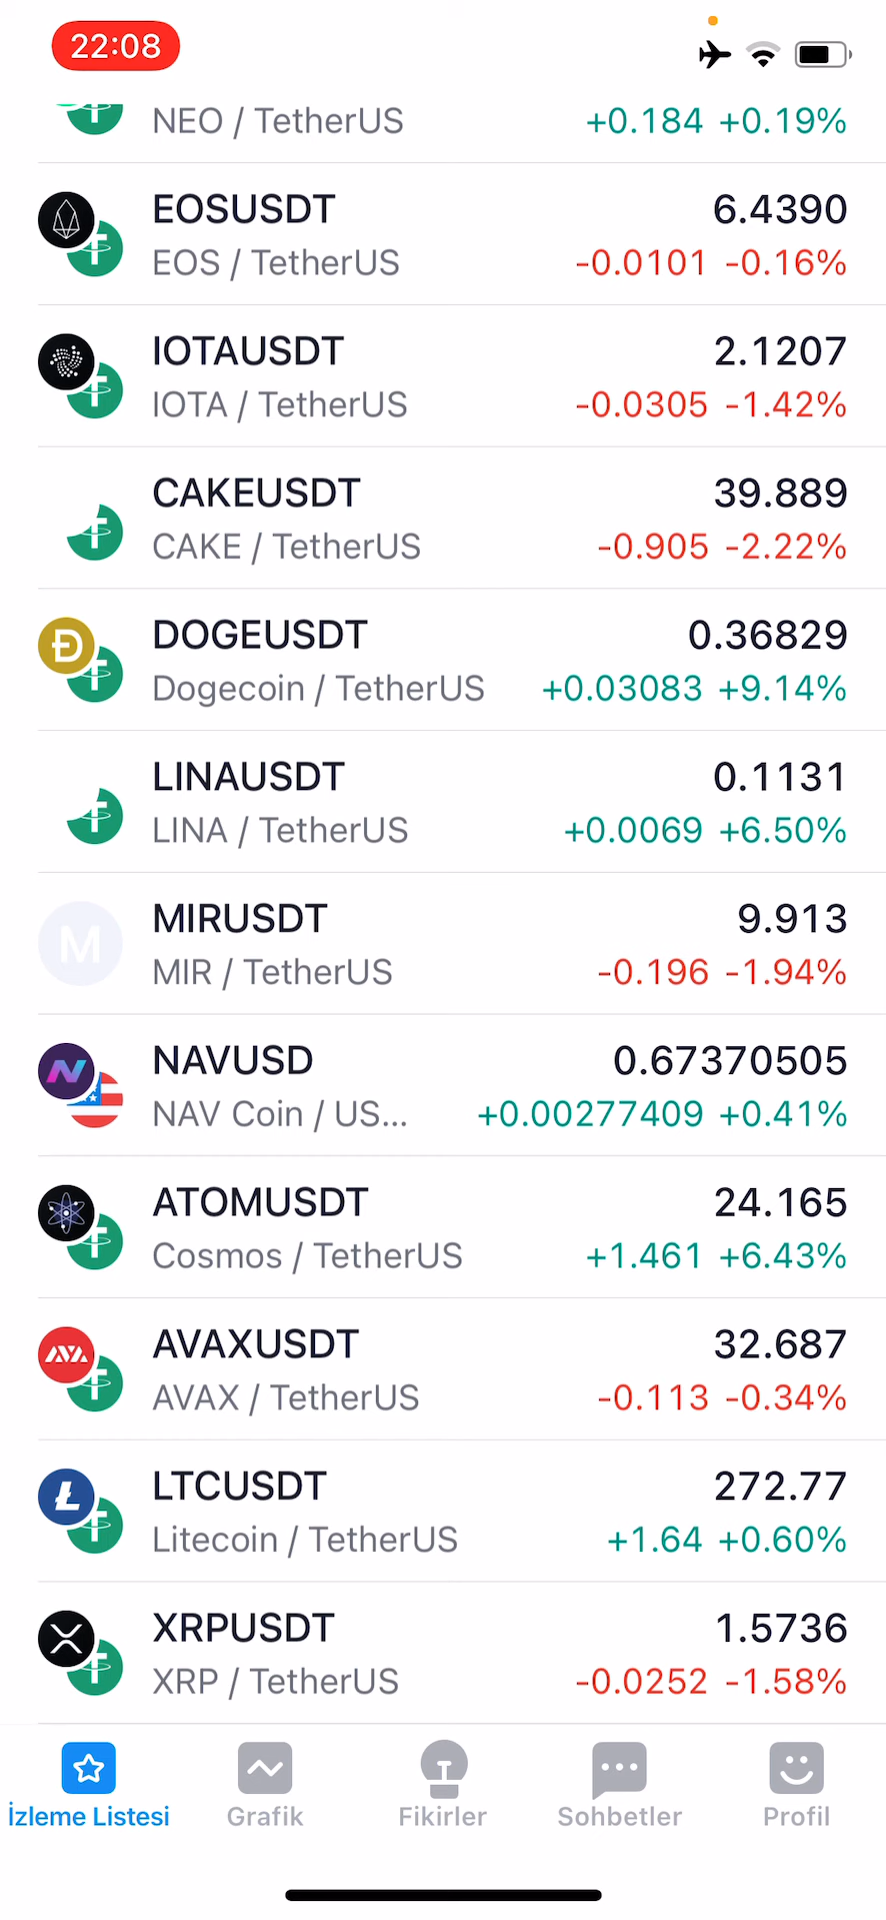 22:08
NEO / TetherUS +0.184 +0.19%
EOSUSDT 6.4390
EOS / TetherUS -0.0101 -0.16%
IOTAUSDT 2.1207
IOTA / TetherUS -0.0305 -1.42%
CAKEUSDT 39.889
CAKE / TetherUS -0.905 -2.22%
DOGEUSDT 0.36829
Dogecoin / TetherUS +0.03083 +9.14%
LINAUSDT 0.1131
LINA / TetherUS +0.0069 +6.50%
M
MIRUSDT 9.913
MIR / TetherUS -0.196 -1.94%
NAVUSD 0.67370505
NAV Coin / US... +0.00277409 +0.41%
ATOMUSDT 24.165
Cosmos / TetherUS +1.461 +6.43%
AVAXUSDT 32.687
AVAX / TetherUS -0.113 -0.34%
LTCUSDT 272.77
Litecoin / TetherUS +1.64 +0.60%
XRPUSDT 1.5736
XRP / TetherUS -0.0252 -1.58%
İzleme Listesi Grafik Fikirler Sohbetler Profil